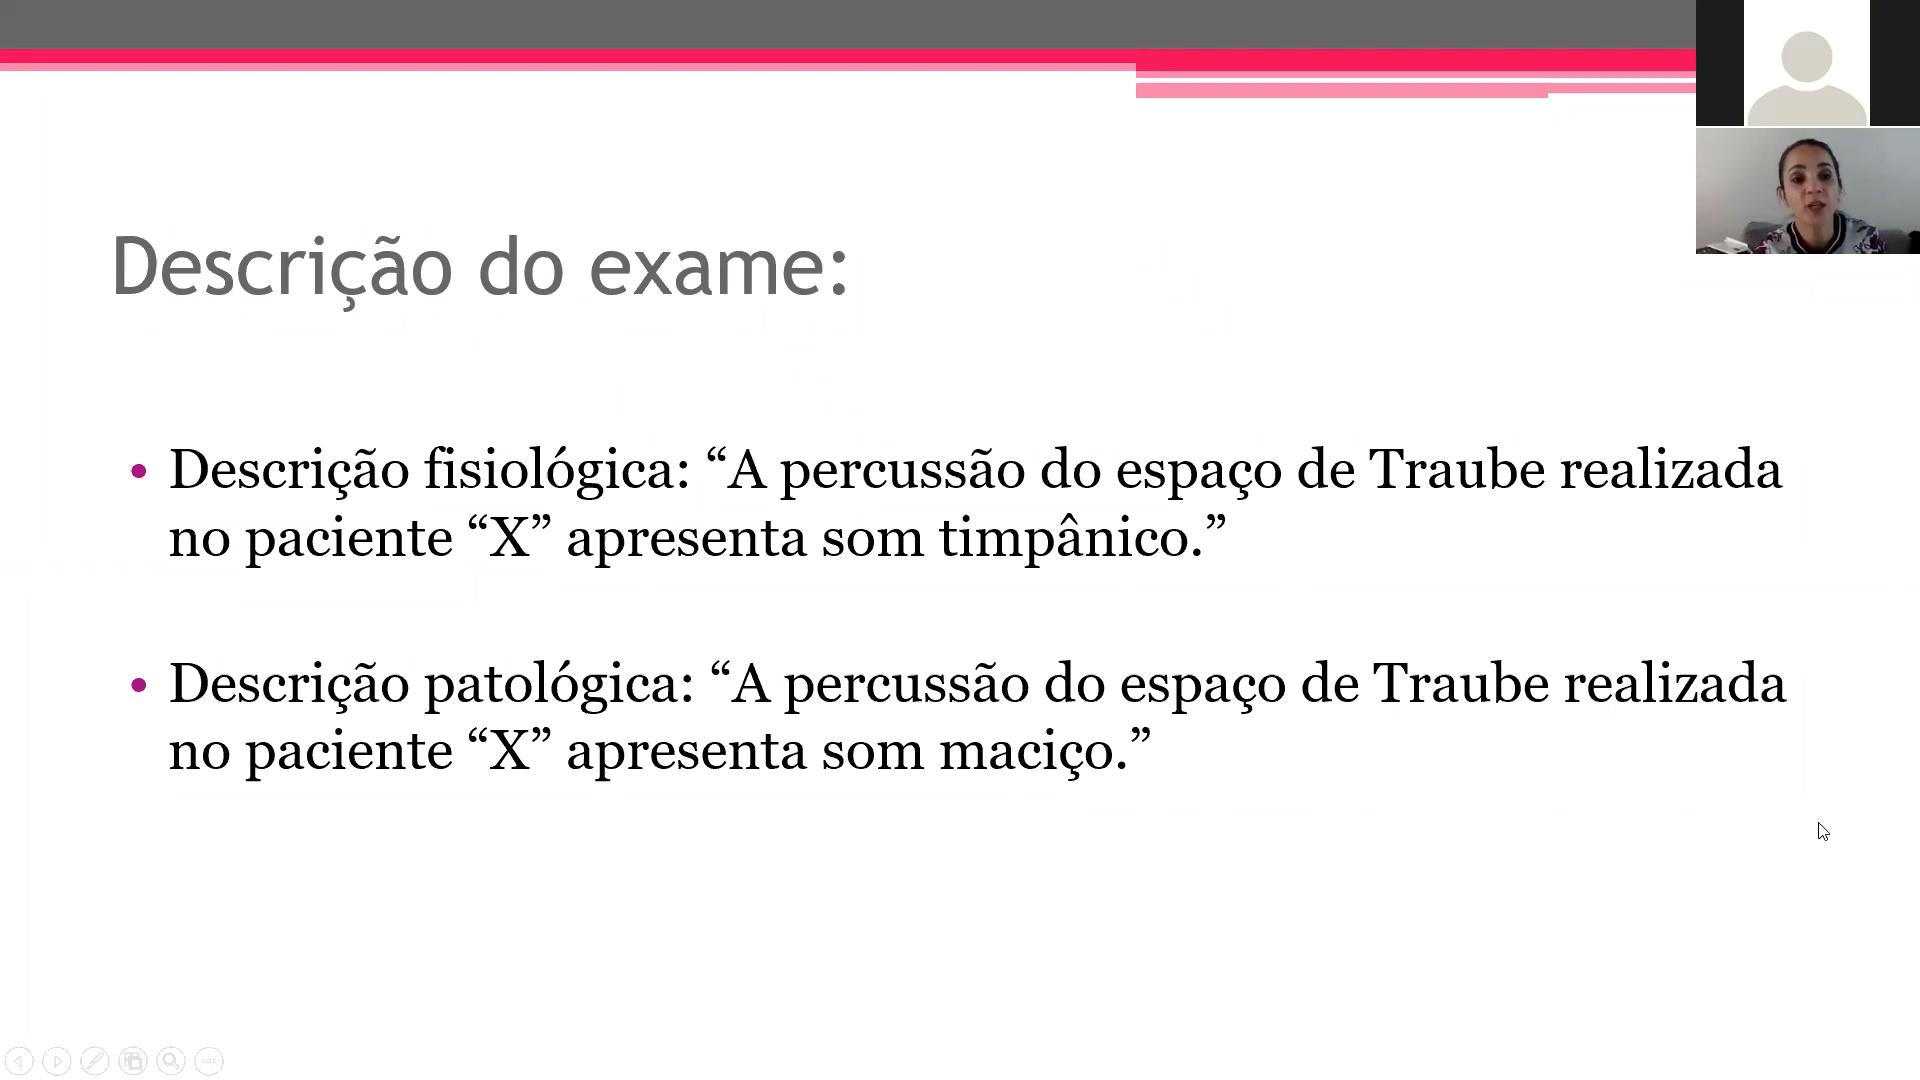 Descrição do exame:
• Descrição fisiológica: “A percussão do espaço de Traube realizada
no paciente “X” apresenta som timpânico.”
• Descrição patológica: “A percussão do espaço de Traube realizada
no paciente “X” apresenta som maciço.”